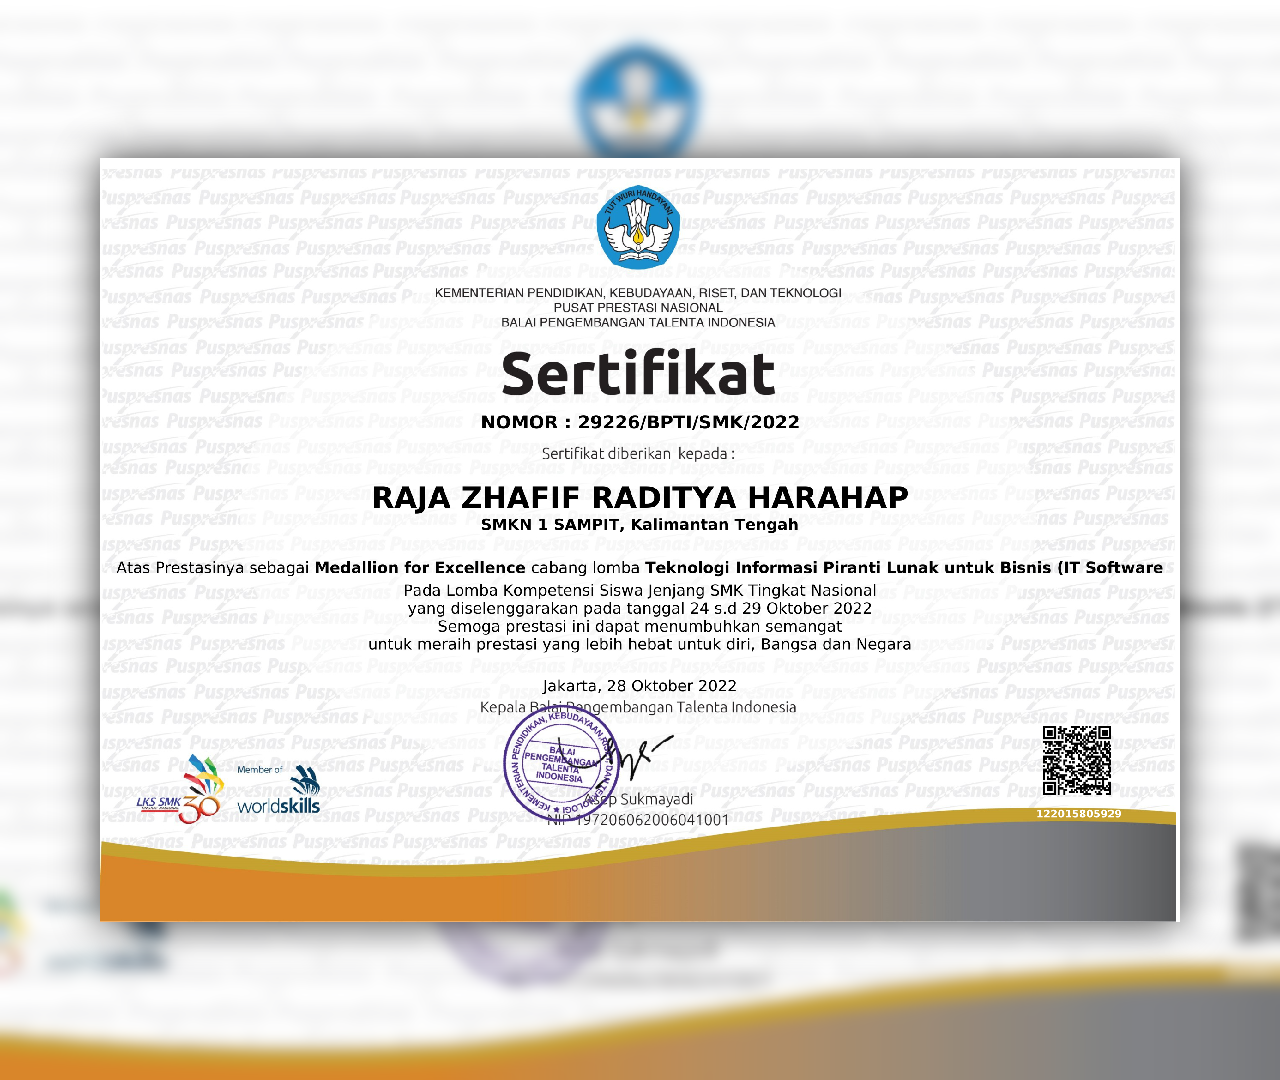 TUT WURI HANDAYANI
KEMENTERIAN PENDIDIKAN, KEBUDAYAAN, RISET, DAN TEKNOLOGI
PUSAT PRESTASI NASIONAL
BALAI PENGEMBANGAN TALENTA INDONESIA
Sertifikat
NOMOR : 29226/BPTI/SMK/2022
Sertifikat diberikan kepada :
RAJA ZHAFIF RADITYA HARAHAP
SMKN 1 SAMPIT, Kalimantan Tengah
Atas Prestasinya sebagai Medallion for Excellence cabang lomba Teknologi Informasi Piranti Lunak untuk Bisnis (IT Software
Pada Lomba Kompetensi Siswa Jenjang SMK Tingkat Nasional
yang diselenggarakan pada tanggal 24 s.d 29 Oktober 2022
Semoga prestasi ini dapat menumbuhkan semangat
untuk meraih prestasi yang lebih hebat untuk diri, Bangsa dan Negara
Jakarta, 28 Oktober 2022
Kepala Balai Pengembangan Talenta Indonesia
KEMENTERIAN PENDIDIKAN, KEBUDAYAAN, RISET, DAN TEKNOLOGI
BALAI
PENGEMBANGAN
TALENTA
INDONESIA
Asep Sukmayadi
NIP 197206062006041001
LKS SMK
30
Member of
worldskills
122015805929